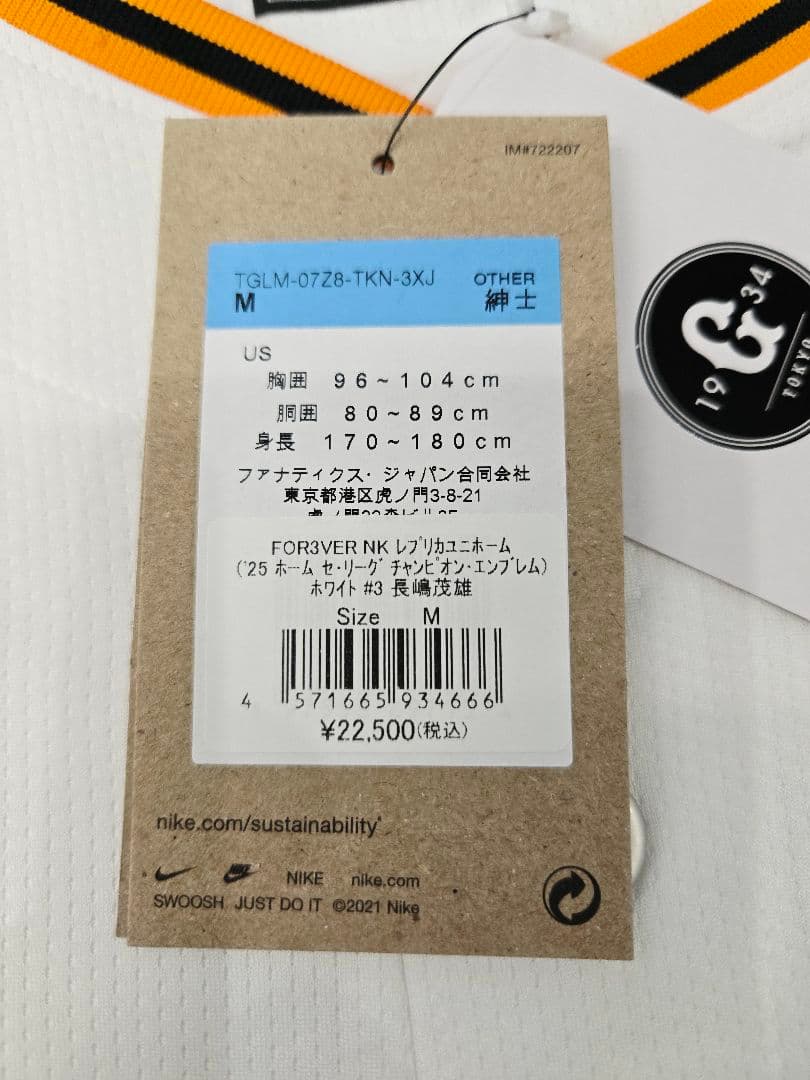 IM#722207
TGLM-07Z8-TKN-3XJ OTHER
M 紳士
US
胸囲 96~104cm
胴囲 80~89cm
身長 170~180cm
ファナティクス・ジャパン合同会社
東京都港区虎ノ門3-8-21
FOR3VER NK レプリカユニホーム
('25 ホーム セ・リーグ チャンピオン・エンブレム)
ホワイト #3 長嶋茂雄
Size M
4 571665 934666
¥22,500(税込)
nike.com/sustainability
NIKE nike.com
SWOOSH JUST DO IT ©2021 Nike
19 G 34
TOKYO